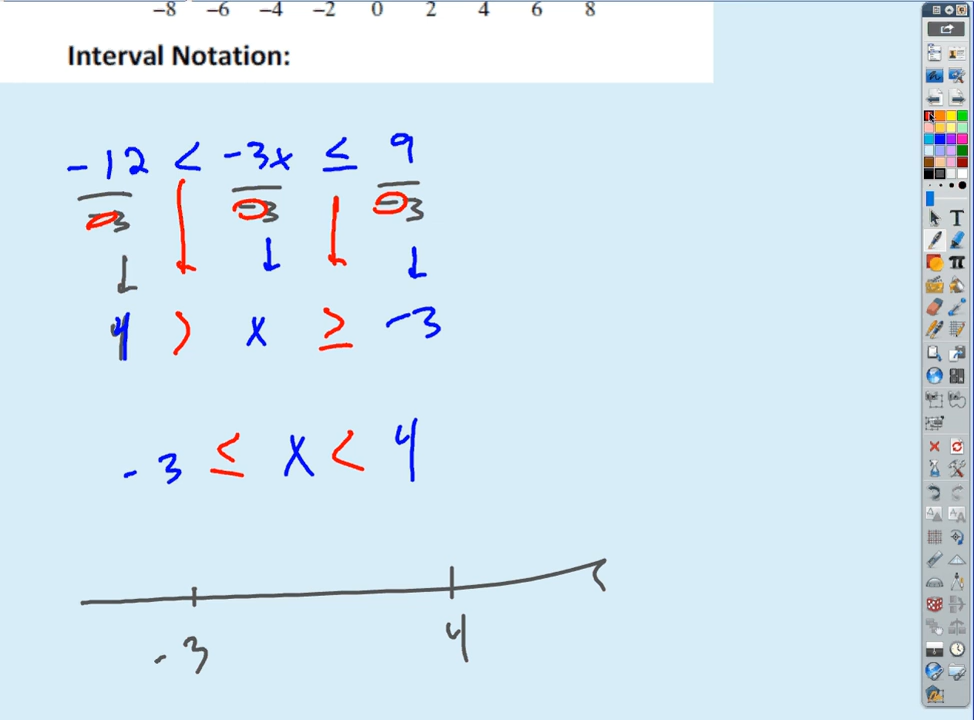 -8 -6 -4 -2 0 2 4 6 8
Interval Notation:
-12 < -3x ≤ 9
-3 -3 -3
4 > x ≥ -3
-3 ≤ x < 4
-3 4